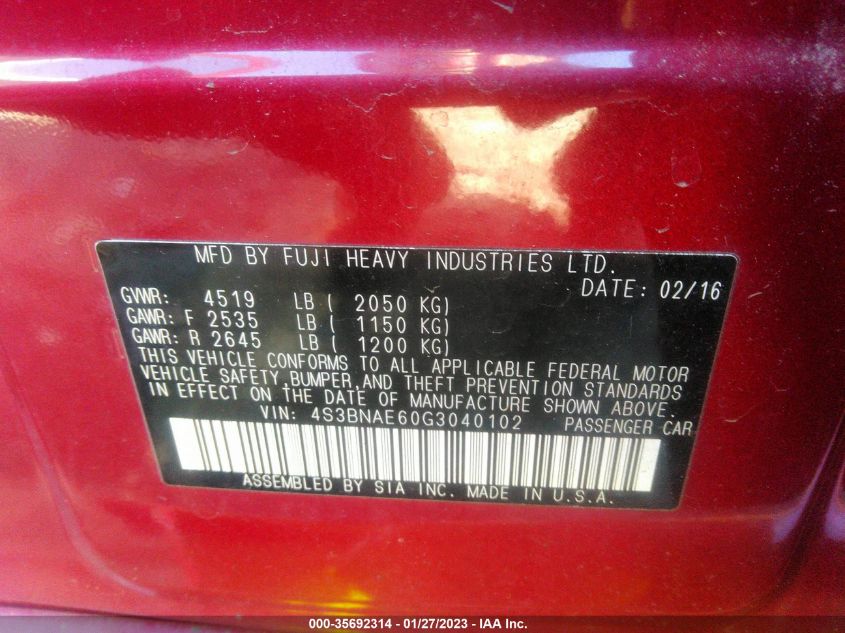 MFD BY FUJI HEAVY INDUSTRIES LTD.
DATE: 02/16
GVWR: 4519 LB ( 2050 KG)
GAWR: F 2535 LB ( 1150 KG)
GAWR: R 2645 LB ( 1200 KG)
THIS VEHICLE CONFORMS TO ALL APPLICABLE FEDERAL MOTOR
VEHICLE SAFETY,BUMPER,AND THEFT PREVENTION STANDARDS
IN EFFECT ON THE DATE OF MANUFACTURE SHOWN ABOVE.
VIN: 4S3BNAE60G3040102 PASSENGER CAR
ASSEMBLED BY SIA INC. MADE IN U.S.A.
000-35692314 - 01/27/2023 - IAA Inc.